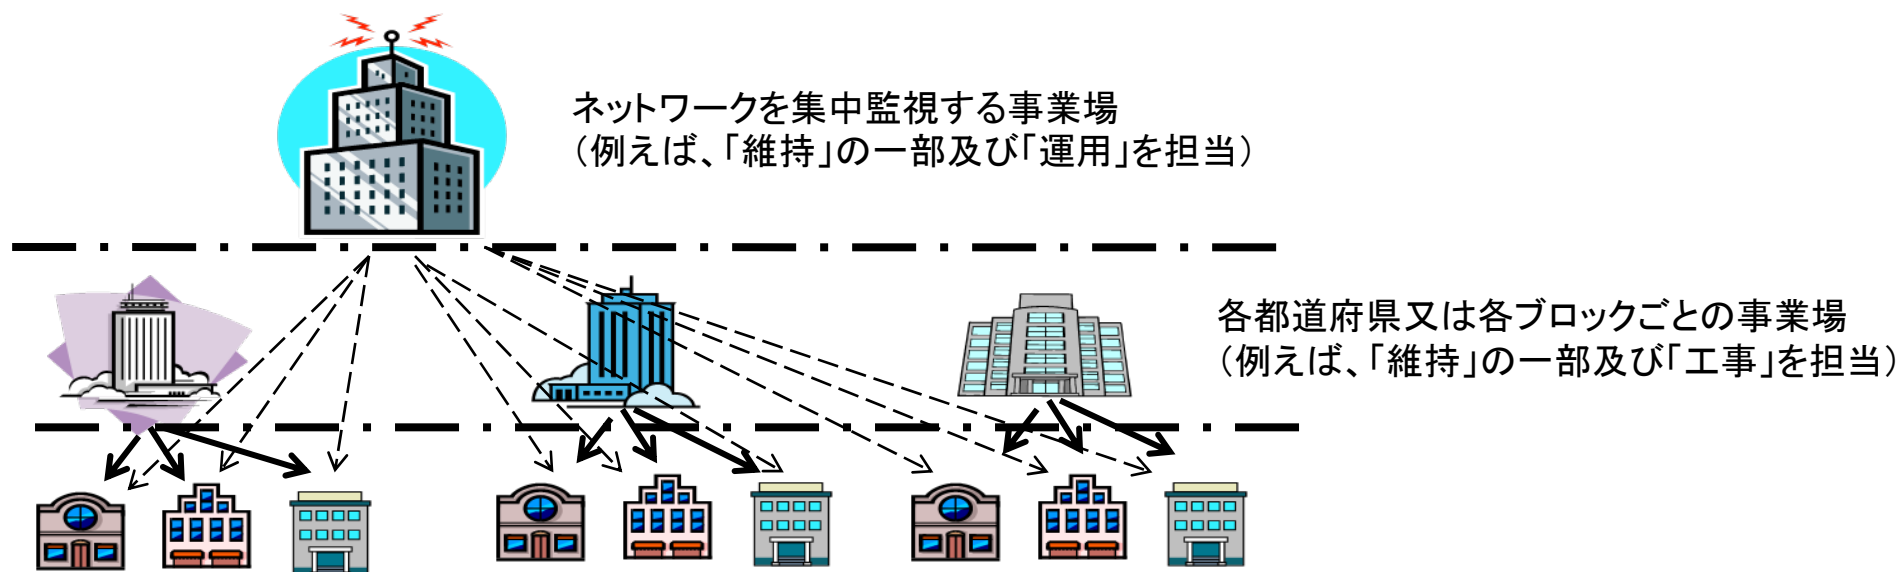 ネットワークを集中監視する事業場
（例えば、「維持」の一部及び「運用」を担当）
各都道府県又は各ブロックごとの事業場
（例えば、「維持」の一部及び「工事」を担当）